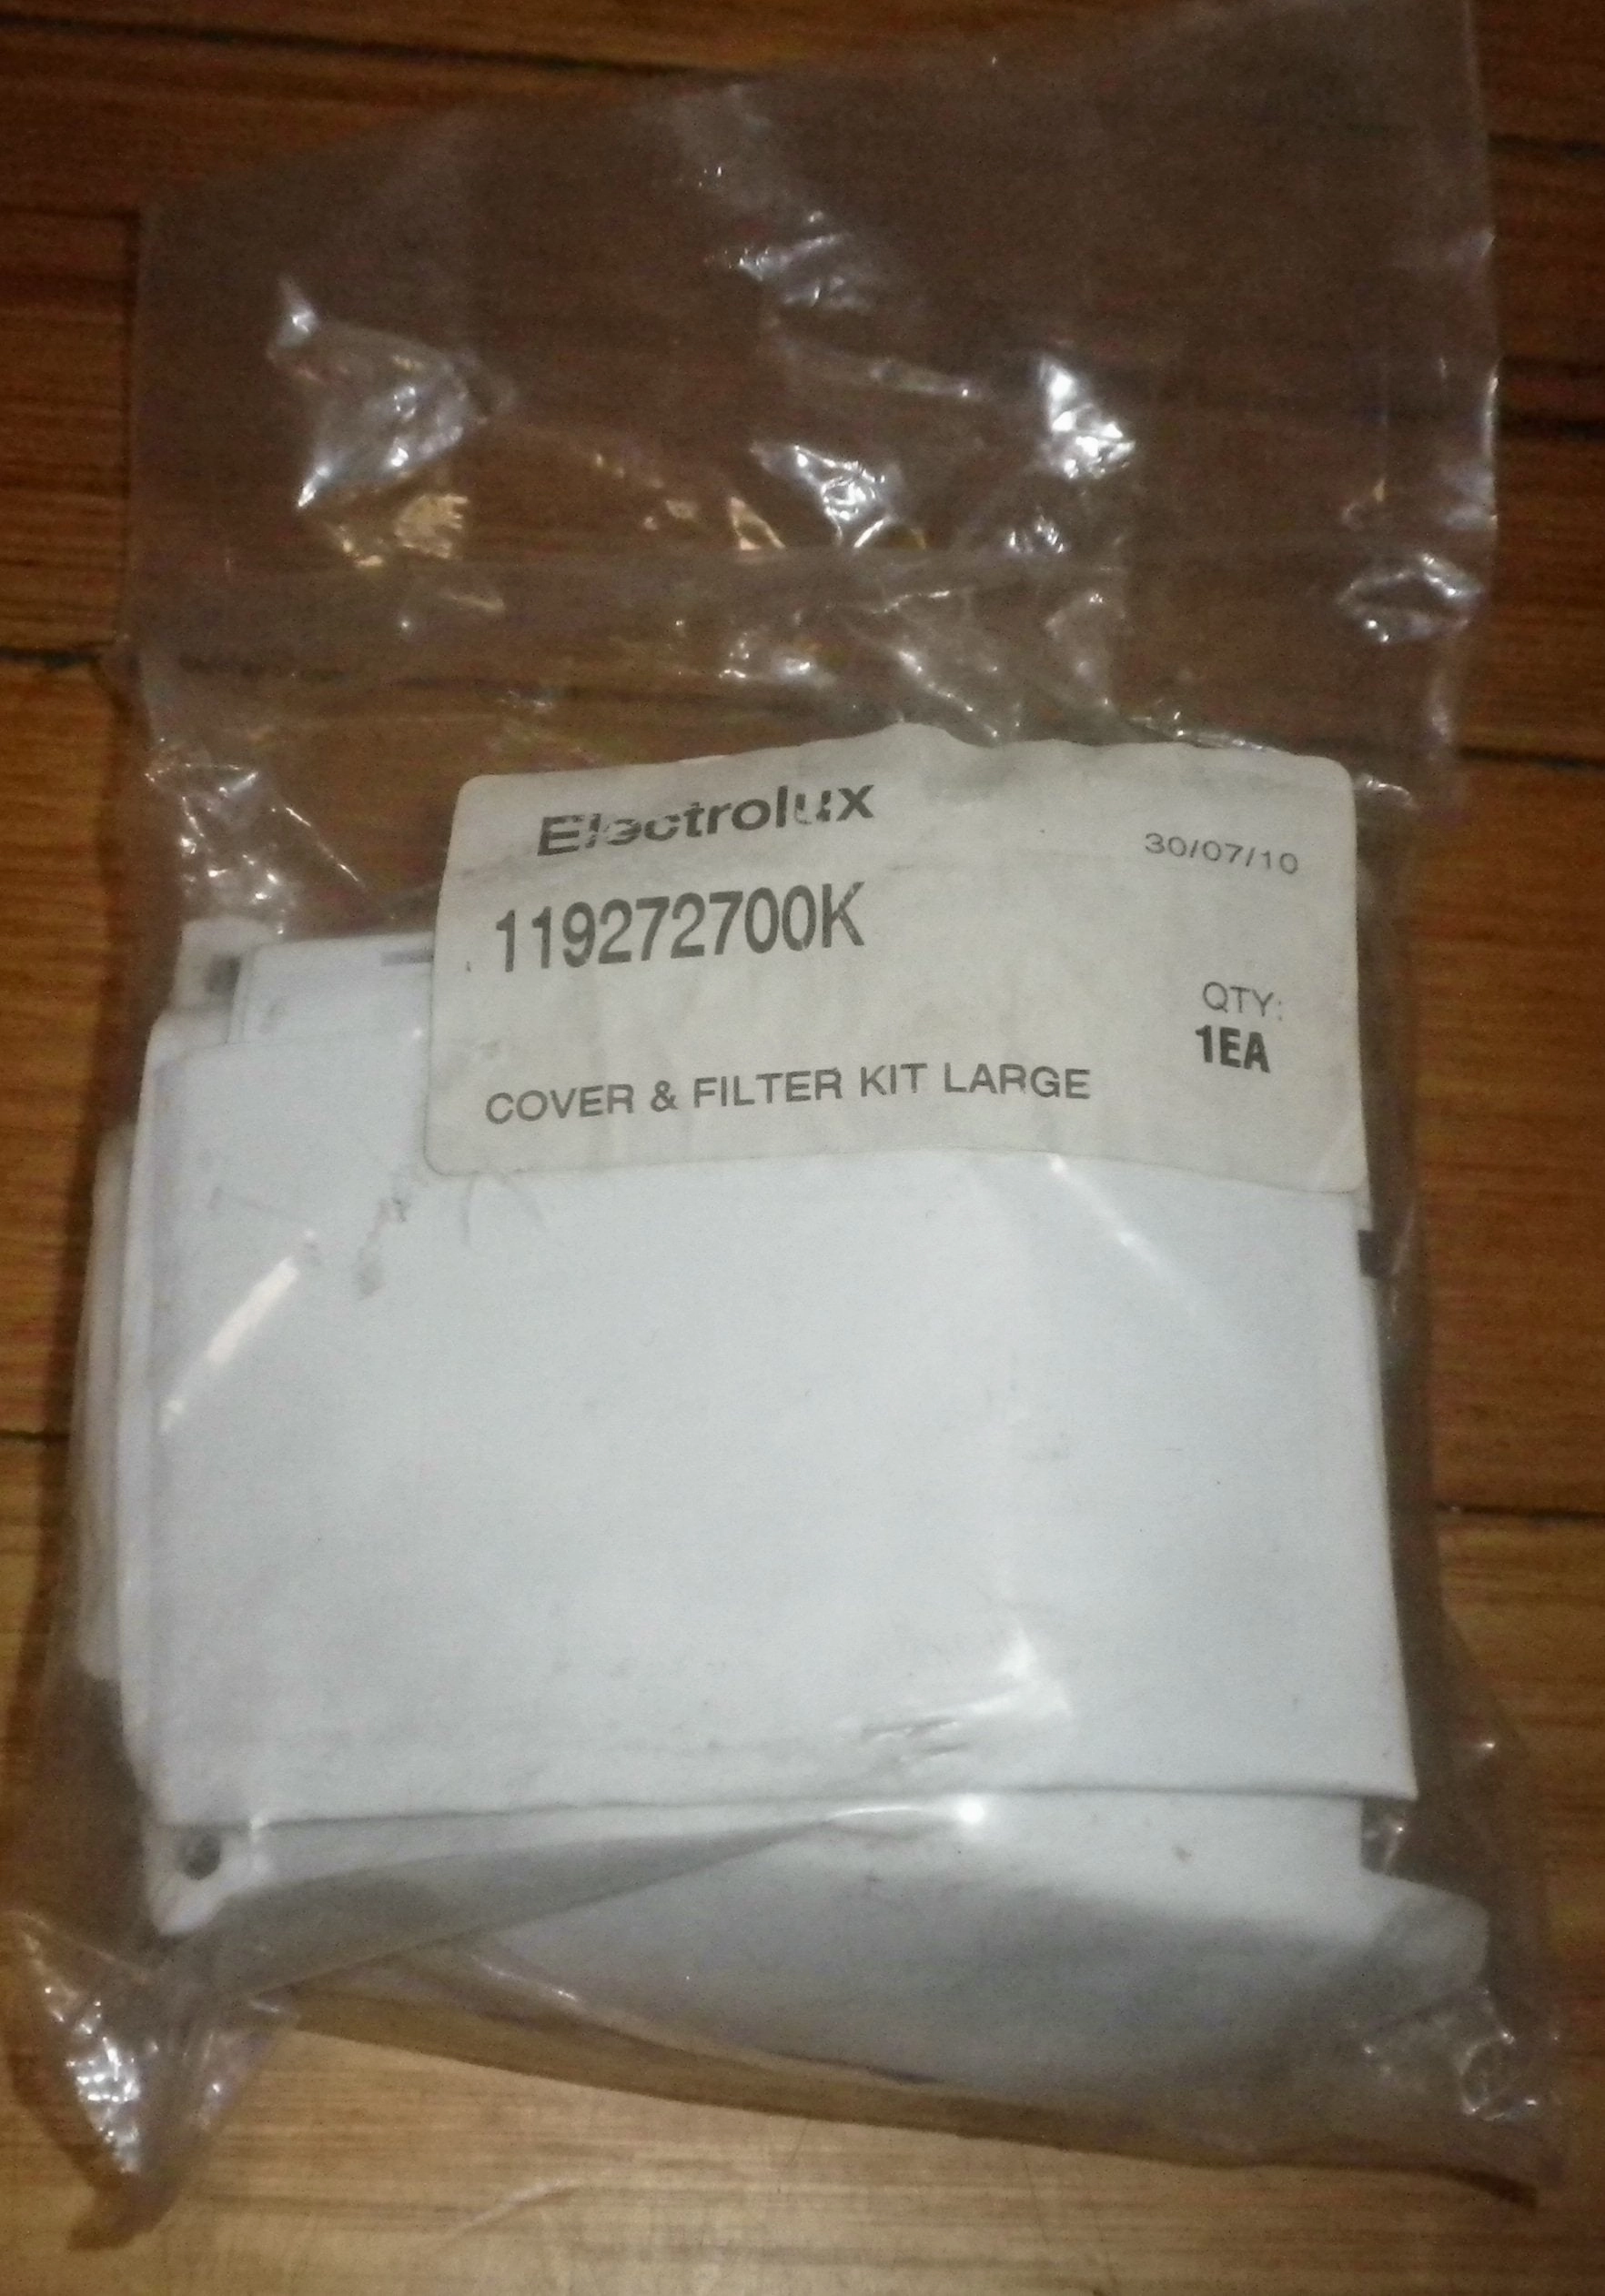 Electrolux
30/07/10
119272700K
QTY:
1EA
COVER & FILTER KIT LARGE